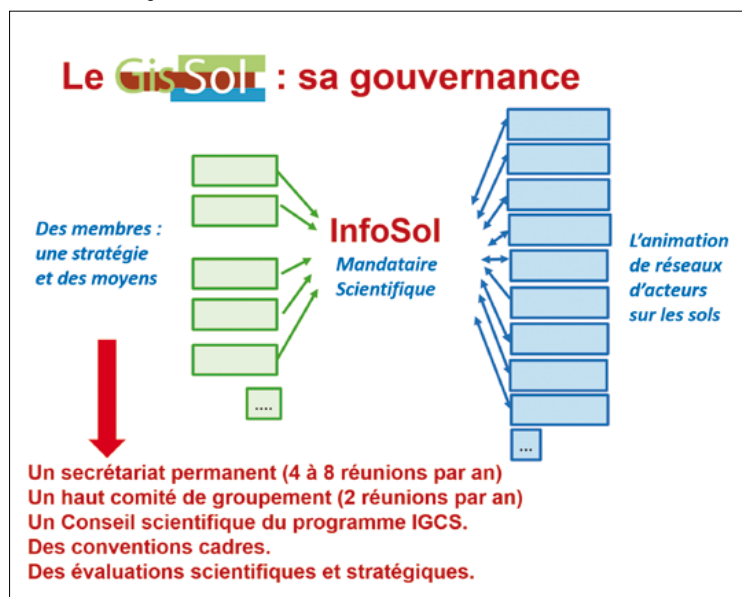 Le GisSol : sa gouvernance
Des membres :
une stratégie
et des moyens
InfoSol
Mandataire
Scientifique
L'animation
de réseaux
d'acteurs
sur les sols
....
...
Un secrétariat permanent (4 à 8 réunions par an)
Un haut comité de groupement (2 réunions par an)
Un Conseil scientifique du programme IGCS.
Des conventions cadres.
Des évaluations scientifiques et stratégiques.